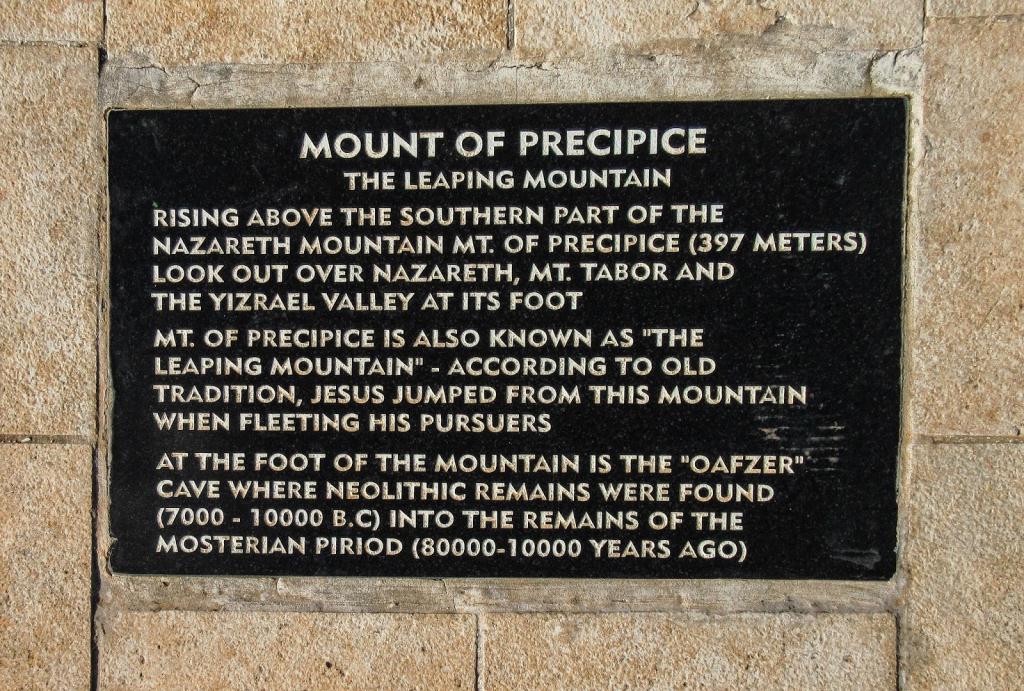 MOUNT OF PRECIPICE
THE LEAPING MOUNTAIN
RISING ABOVE THE SOUTHERN PART OF THE
NAZARETH MOUNTAIN MT. OF PRECIPICE (397 METERS)
LOOK OUT OVER NAZARETH, MT. TABOR AND
THE YIZRAEL VALLEY AT ITS FOOT
MT. OF PRECIPICE IS ALSO KNOWN AS "THE
LEAPING MOUNTAIN" - ACCORDING TO OLD
TRADITION, JESUS JUMPED FROM THIS MOUNTAIN
WHEN FLEETING HIS PURSUERS
AT THE FOOT OF THE MOUNTAIN IS THE "OAFZER"
CAVE WHERE NEOLITHIC REMAINS WERE FOUND
(7000 - 10000 B.C) INTO THE REMAINS OF THE
MOSTERIAN PIRIOD (80000-10000 YEARS AGO)